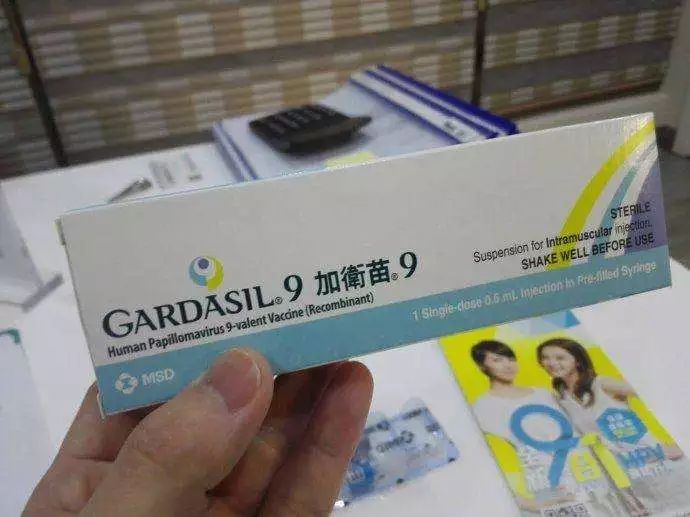 GARDASIL®9 加衛苗®9
Human Papillomavirus 9-valent Vaccine (Recombinant)
MSD
STERILE
Suspension for Intramuscular injection.
SHAKE WELL BEFORE USE
1 Single-dose 0.5 mL Injection in Pre-filled Syringe